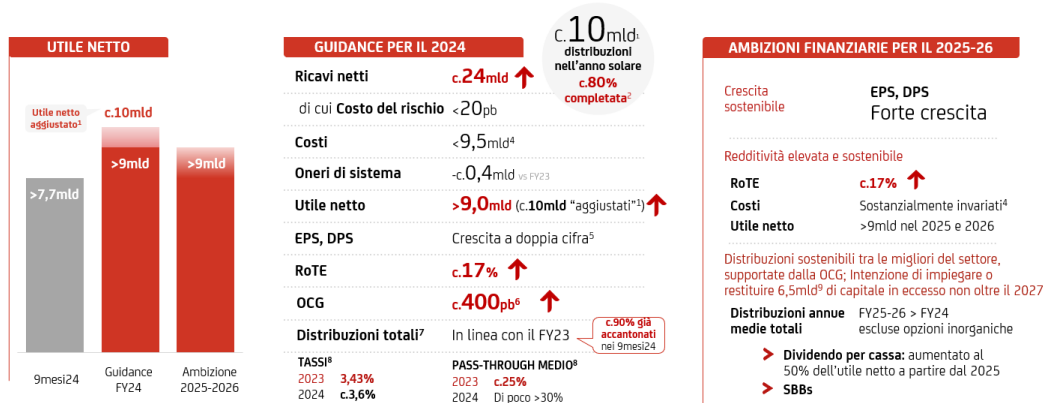 UTILE NETTO
Utile netto
aggiustato¹
c.10mld
>9mld
>9mld
>7,7mld
9mesi24
Guidance
FY24
Ambizione
2025-2026
GUIDANCE PER IL 2024
c.10mld¹
distribuzioni
nell'anno solare
c.80%
completata²
Ricavi netti c.24mld
di cui Costo del rischio <20pb
Costi <9,5mld⁴
Oneri di sistema -c.0,4mld vs FY23
Utile netto >9,0mld (c.10mld “aggiustati”¹)
EPS, DPS Crescita a doppia cifra⁵
RoTE c.17%
OCG c.400pb⁶
Distribuzioni totali⁷ In linea con il FY23
c.90% già
accantonati
nei 9mesi24
TASSI⁸
2023 3,43%
2024 c.3,6%
PASS-THROUGH MEDIO⁸
2023 c.25%
2024 Di poco >30%
AMBIZIONI FINANZIARIE PER IL 2025-26
Crescita
sostenibile
EPS, DPS
Forte crescita
Redditività elevata e sostenibile
RoTE c.17%
Costi Sostanzialmente invariati⁴
Utile netto >9mld nel 2025 e 2026
Distribuzioni sostenibili tra le migliori del settore,
supportate dalla OCG; Intenzione di impiegare o
restituire 6,5mld⁹ di capitale in eccesso non oltre il 2027
Distribuzioni annue FY25-26 > FY24
medie totali escluse opzioni inorganiche
Dividendo per cassa: aumentato al
50% dell'utile netto a partire dal 2025
SBBs